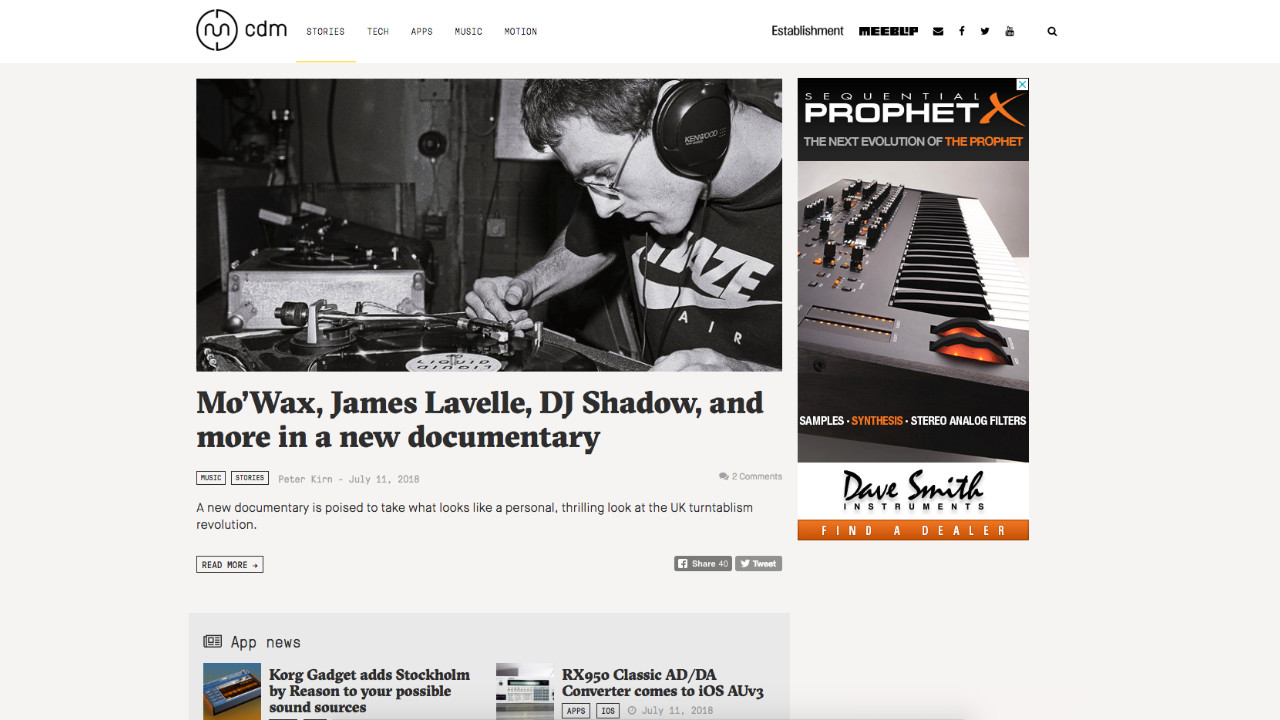 cdm
STORIES TECH APPS MUSIC MOTION
Establishment MEEBLIP
KENWOOD
AIR
LIQUID
SEQUENTIAL
PROPHET X
THE NEXT EVOLUTION OF THE PROPHET
SAMPLES · SYNTHESIS · STEREO ANALOG FILTERS
Dave Smith
INSTRUMENTS
FIND A DEALER
Mo’Wax, James Lavelle, DJ Shadow, and
more in a new documentary
MUSIC STORIES Peter Kirn - July 11, 2018 2 Comments
A new documentary is poised to take what looks like a personal, thrilling look at the UK turntablism
revolution.
READ MORE → Share 40 Tweet
App news
Korg Gadget adds Stockholm
by Reason to your possible
sound sources
RX950 Classic AD/DA
Converter comes to iOS AUv3
APPS IOS July 11, 2018